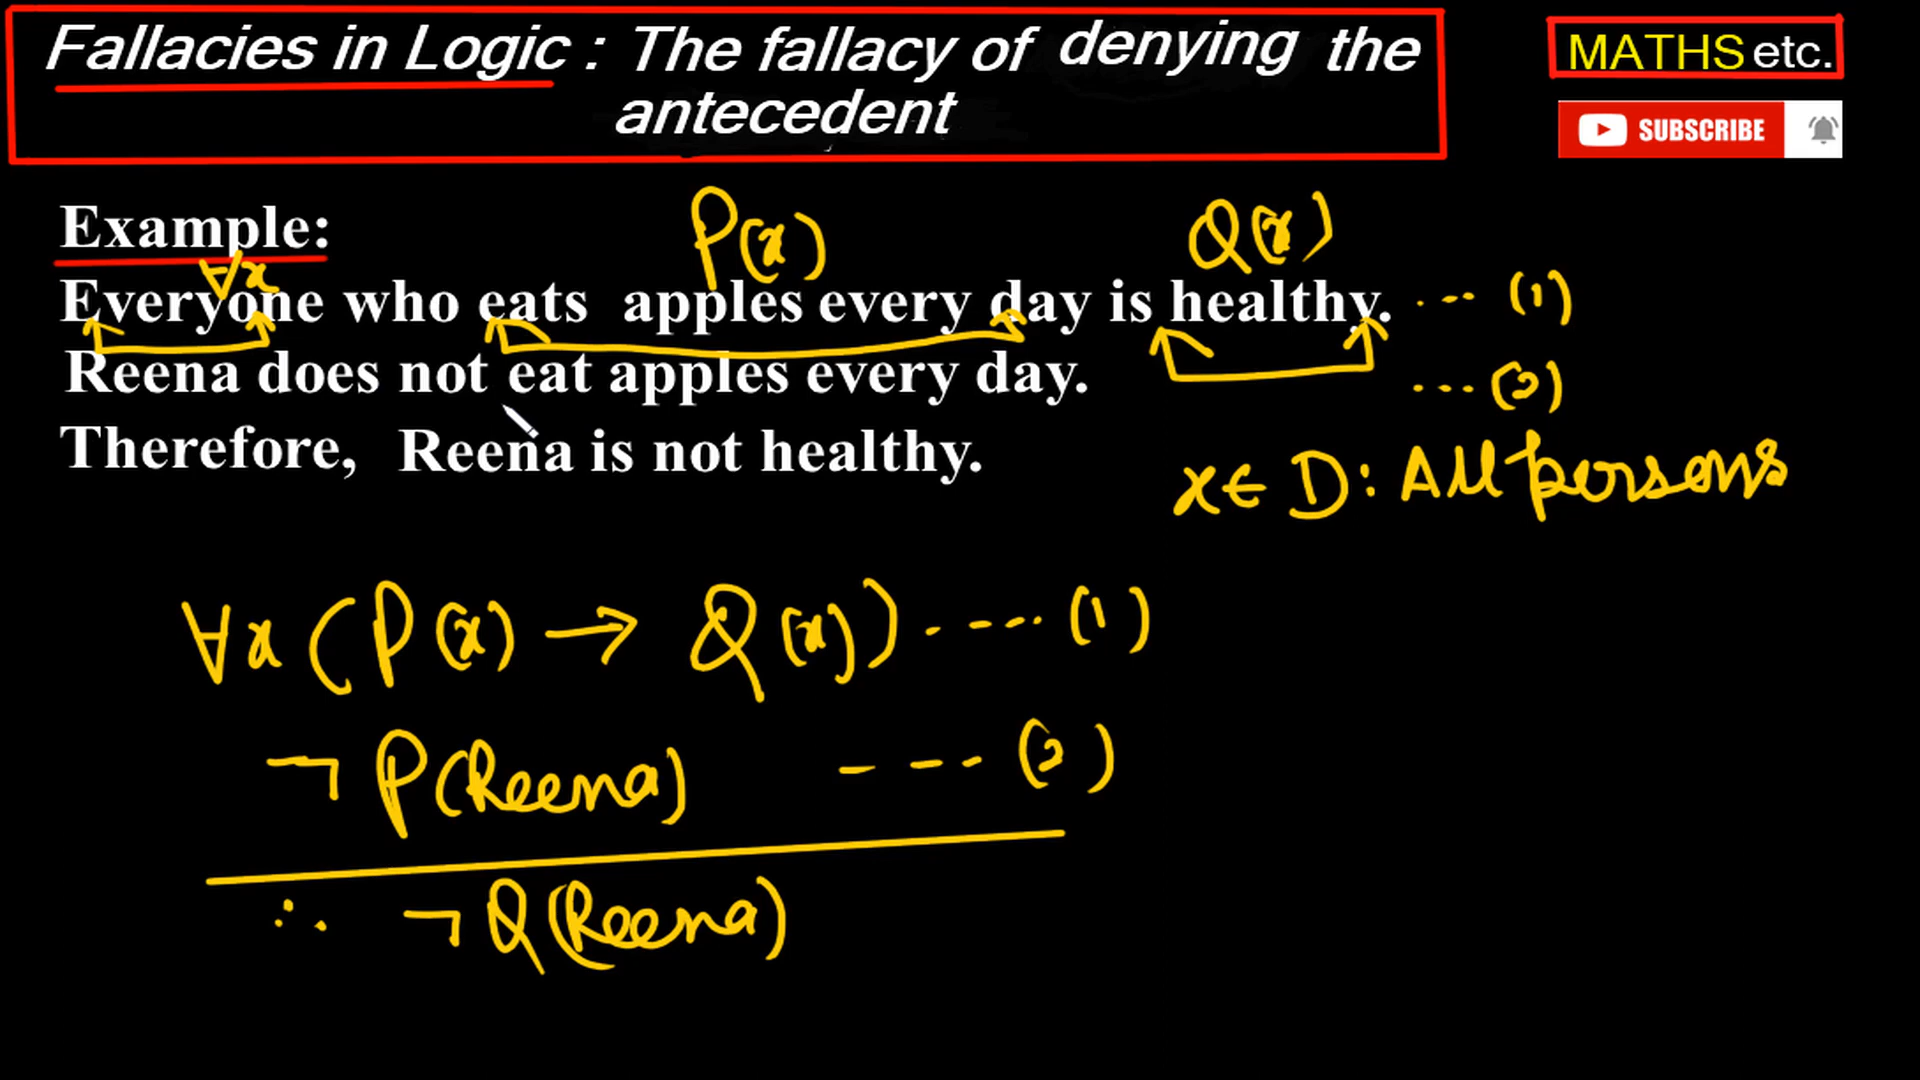 Fallacies in Logic : The fallacy of denying the
antecedent
MATHS etc.
SUBSCRIBE
Example:
P(x)
Q(x)
∀x
Everyone who eats apples every day is healthy. ... (1)
Reena does not eat apples every day. ... (2)
Therefore, Reena is not healthy.
x ∈ D : All persons
∀x (P(x) → Q(x)) ---- (1)
¬ P(Reena) --- (2)
∴ ¬ Q(Reena)